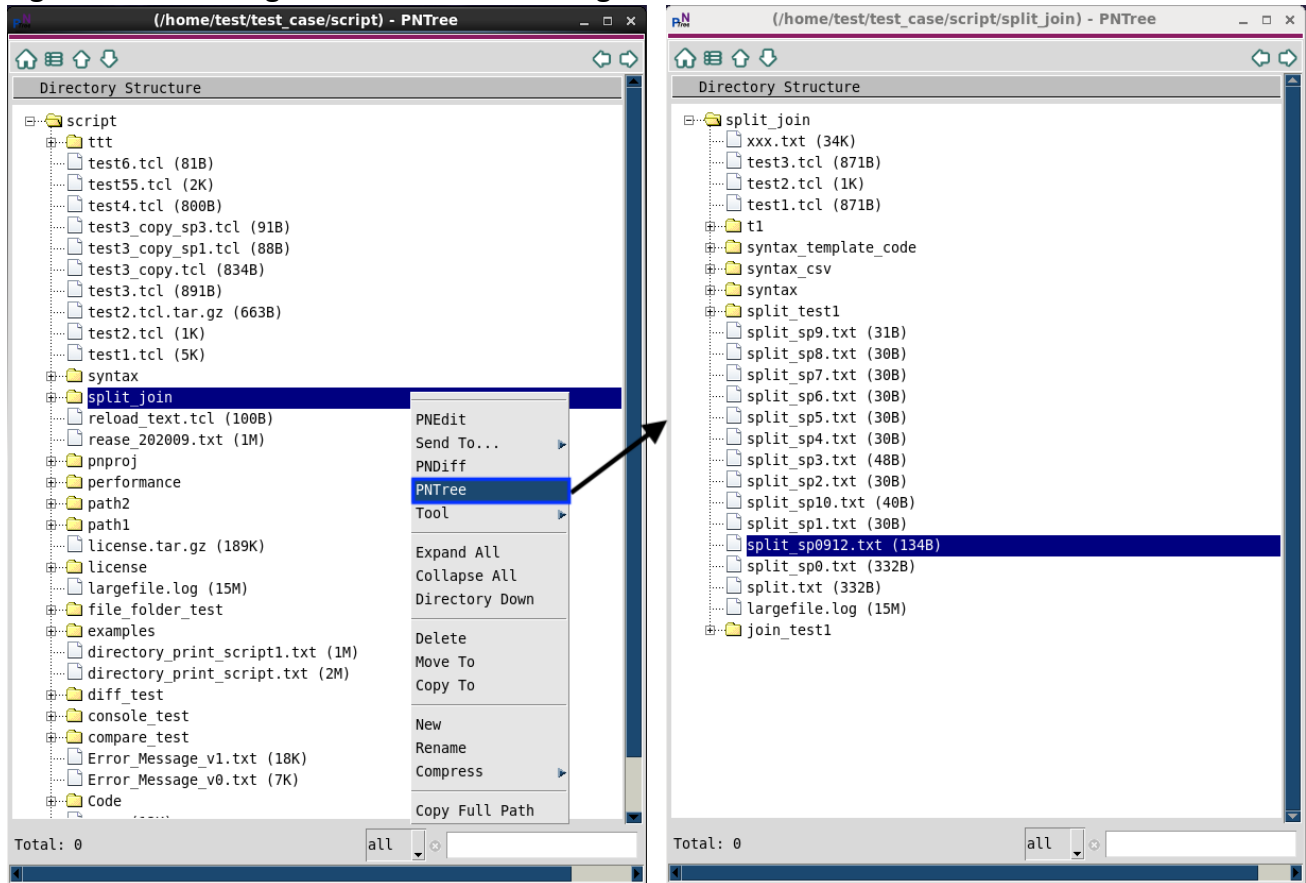 (/home/test/test_case/script) - PNTree
Directory Structure
script
ttt
test6.tcl (81B)
test55.tcl (2K)
test4.tcl (800B)
test3_copy_sp3.tcl (91B)
test3_copy_sp1.tcl (88B)
test3_copy.tcl (834B)
test3.tcl (891B)
test2.tcl.tar.gz (663B)
test2.tcl (1K)
test1.tcl (5K)
syntax
split_join
reload_text.tcl (100B)
rease_202009.txt (1M)
pnproj
performance
path2
path1
license.tar.gz (189K)
license
largefile.log (15M)
file_folder_test
examples
directory_print_script1.txt (1M)
directory_print_script.txt (2M)
diff_test
console_test
compare_test
Error_Message_v1.txt (18K)
Error_Message_v0.txt (7K)
Code
Total: 0
all
PNEdit
Send To...
PNDiff
PNTree
Tool
Expand All
Collapse All
Directory Down
Delete
Move To
Copy To
New
Rename
Compress
Copy Full Path
(/home/test/test_case/script/split_join) - PNTree
Directory Structure
split_join
xxx.txt (34K)
test3.tcl (871B)
test2.tcl (1K)
test1.tcl (871B)
t1
syntax_template_code
syntax_csv
syntax
split_test1
split_sp9.txt (31B)
split_sp8.txt (30B)
split_sp7.txt (30B)
split_sp6.txt (30B)
split_sp5.txt (30B)
split_sp4.txt (30B)
split_sp3.txt (48B)
split_sp2.txt (30B)
split_sp10.txt (40B)
split_sp1.txt (30B)
split_sp0912.txt (134B)
split_sp0.txt (332B)
split.txt (332B)
largefile.log (15M)
join_test1
Total: 0
all